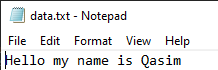 data.txt - Notepad
File Edit Format View Help
Hello my name is Qasim